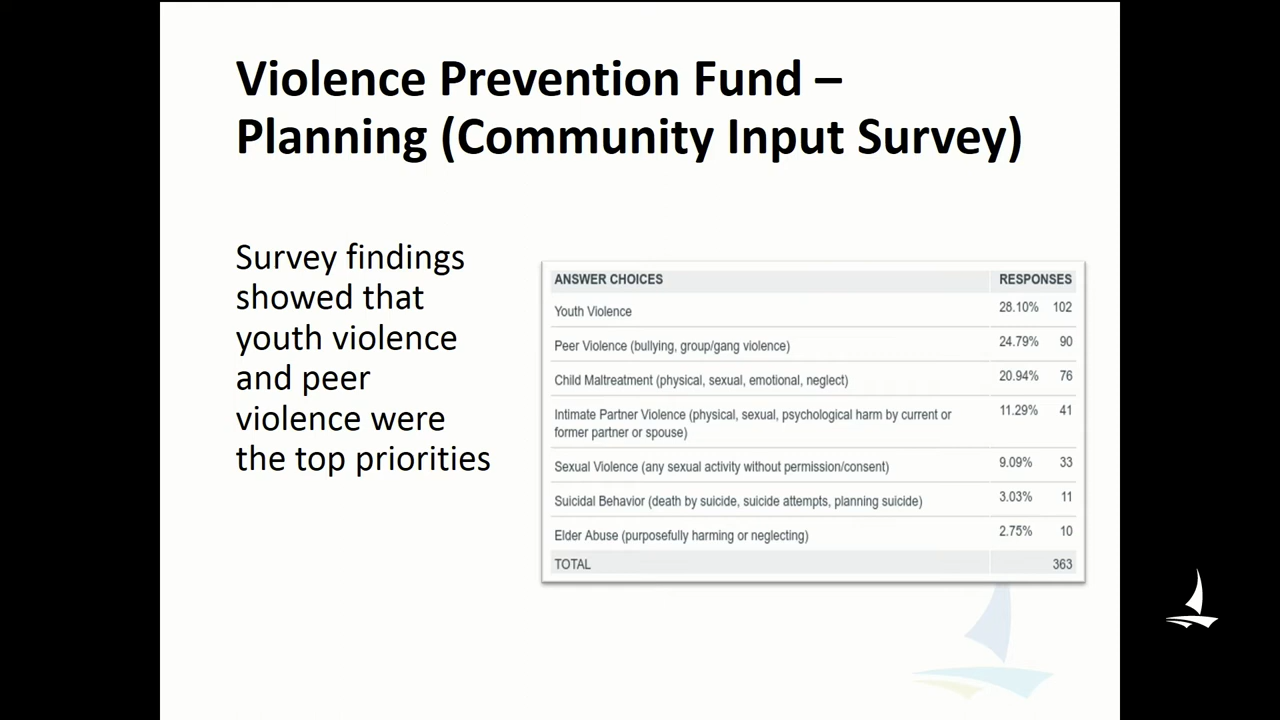 Violence Prevention Fund –
Planning (Community Input Survey)
Survey findings
showed that
youth violence
and peer
violence were
the top priorities
ANSWER CHOICES RESPONSES
Youth Violence 28.10% 102
Peer Violence (bullying, group/gang violence) 24.79% 90
Child Maltreatment (physical, sexual, emotional, neglect) 20.94% 76
Intimate Partner Violence (physical, sexual, psychological harm by current or 11.29% 41
former partner or spouse)
Sexual Violence (any sexual activity without permission/consent) 9.09% 33
Suicidal Behavior (death by suicide, suicide attempts, planning suicide) 3.03% 11
Elder Abuse (purposefully harming or neglecting) 2.75% 10
TOTAL 363